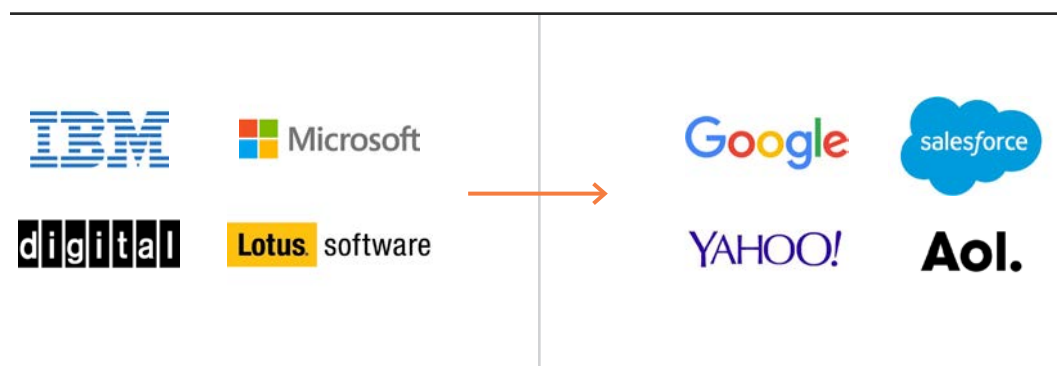 IBM
Microsoft
Google
salesforce
digital
Lotus. software
YAHOO!
Aol.